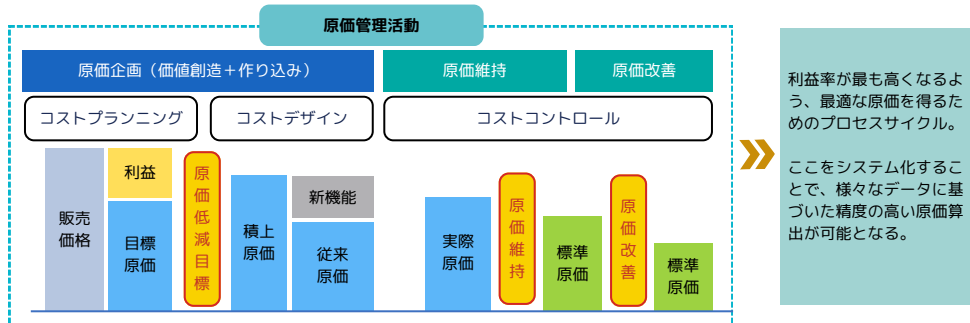 原価管理活動
原価企画（価値創造＋作り込み）
原価維持
原価改善
コストプランニング
コストデザイン
コストコントロール
販売
価格
利益
目標
原価
原価低減目標
積上
原価
新機能
従来
原価
実際
原価
原価維持
標準
原価
原価改善
標準
原価
利益率が最も高くなるよ
う、最適な原価を得るた
めのプロセスサイクル。
ここをシステム化するこ
とで、様々なデータに基
づいた精度の高い原価算
出が可能となる。